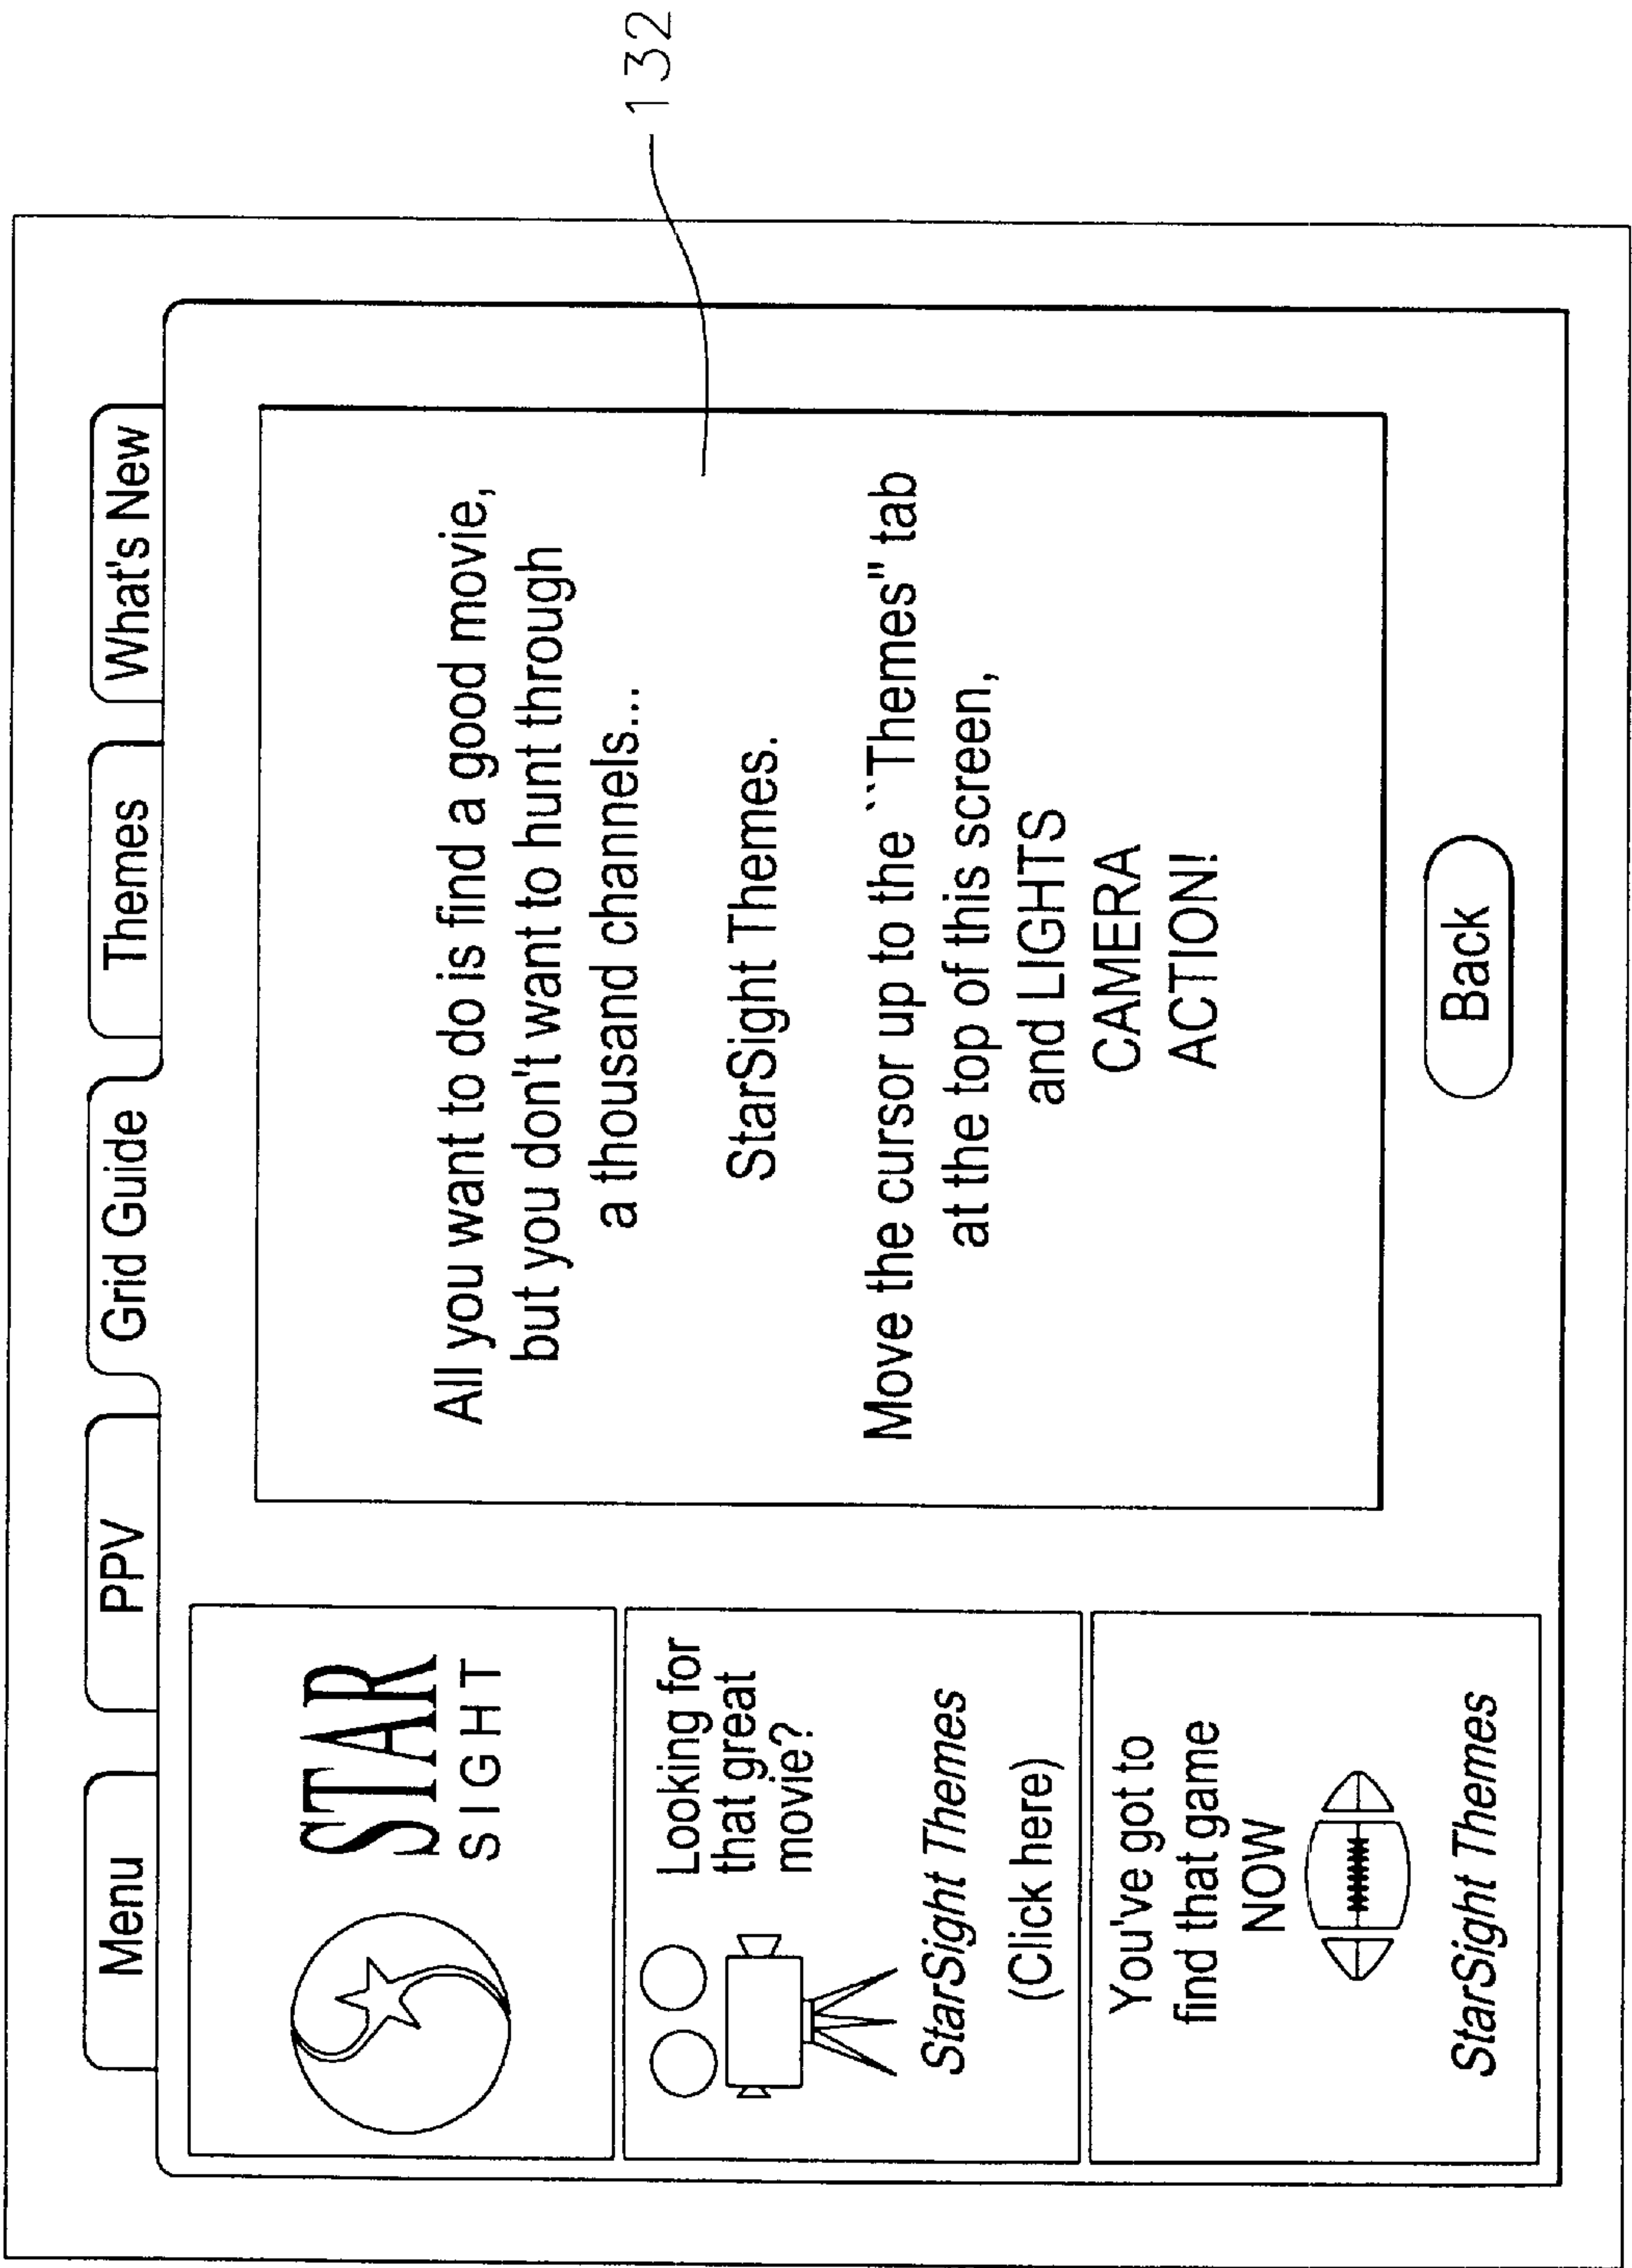 Menu
PPV
Grid Guide
Themes
What's New
STAR
SIGHT
Looking for
that great
movie?
StarSight Themes
(Click here)
You've got to
find that game
NOW
StarSight Themes
All you want to do is find a good movie,
but you don't want to hunt through
a thousand channels...
StarSight Themes.
Move the cursor up to the ``Themes" tab
at the top of this screen,
and LIGHTS
CAMERA
ACTION!
Back
132